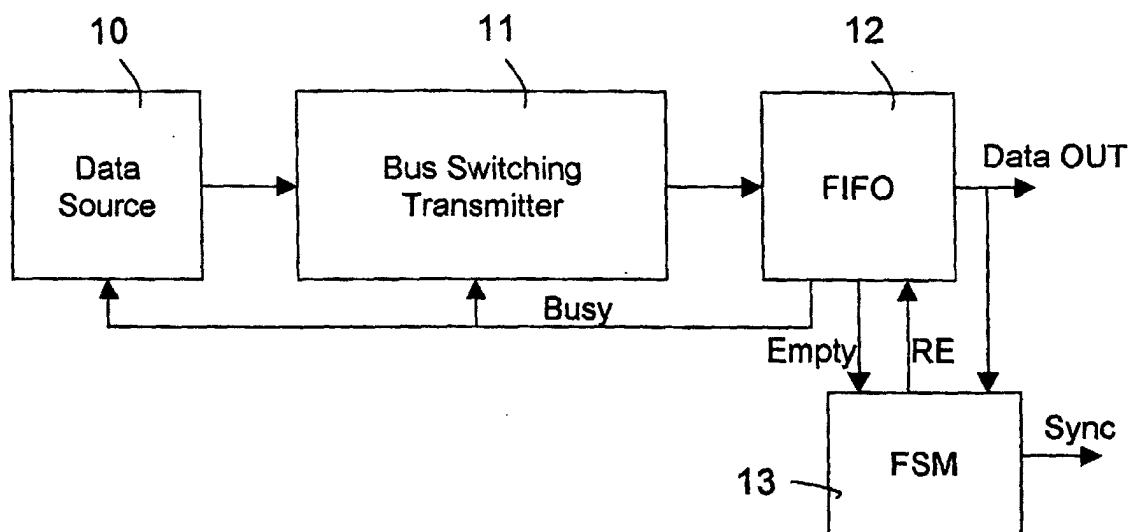 10
11
12
Data
Source
Bus Switching
Transmitter
FIFO
Data OUT
Busy
Empty
RE
FSM
Sync
13